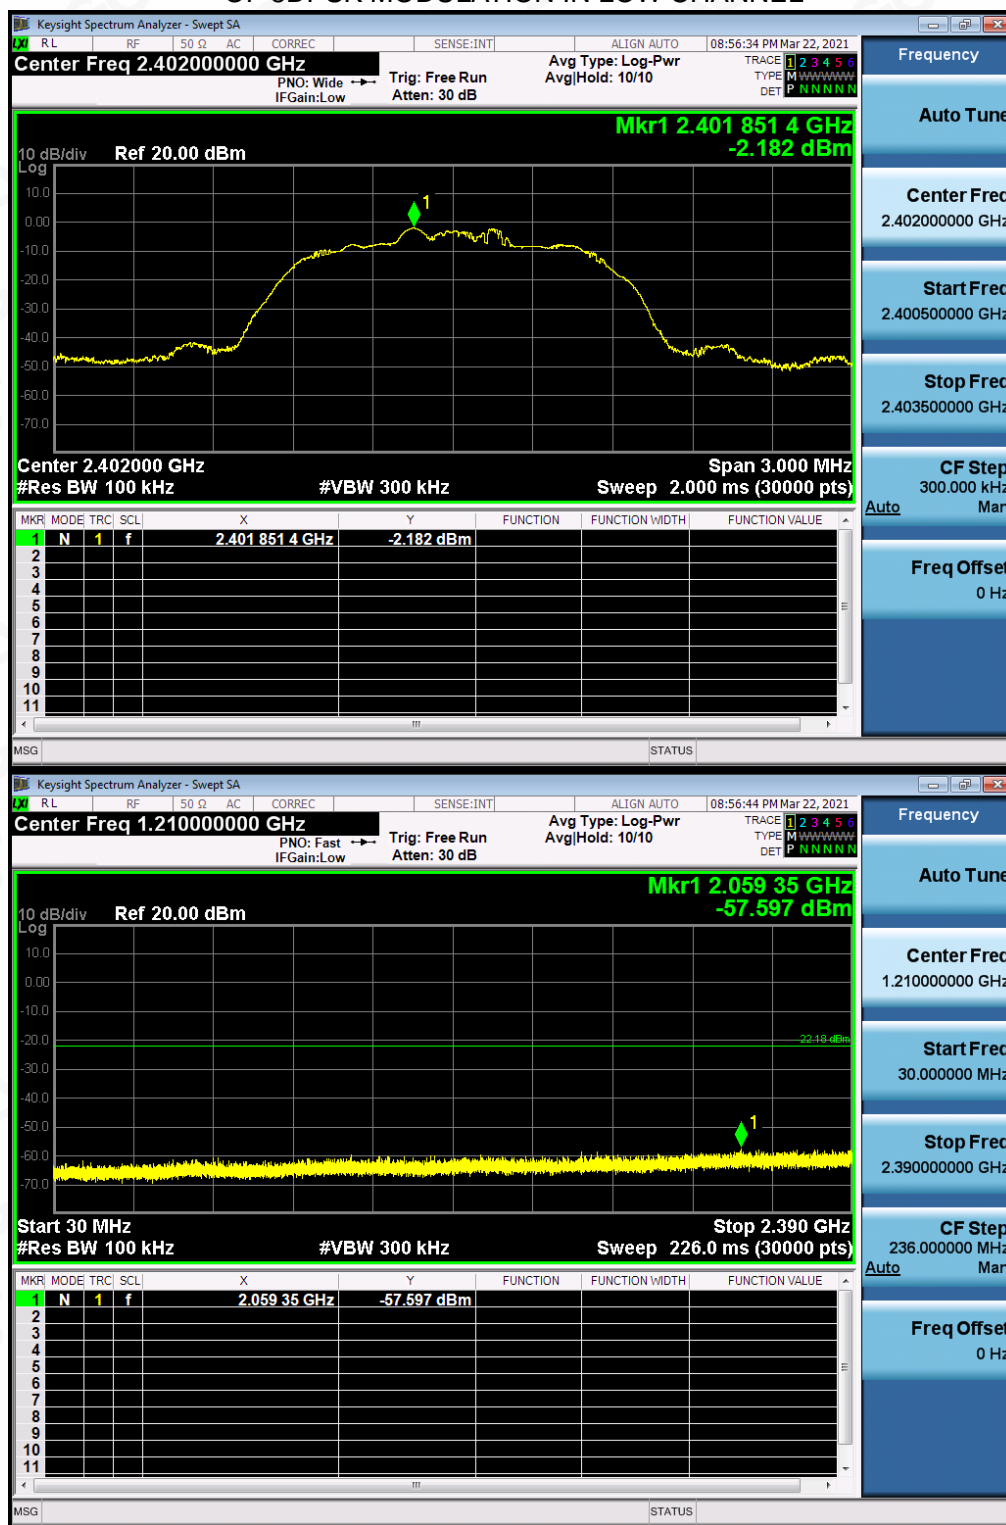 OF 8DPSK MODULATION IN LOW CHANNEL
Keysight Spectrum Analyzer - Swept SA
LXI RL RF 50 Ω AC CORREC SENSE:INT ALIGN AUTO 08:56:34 PM Mar 22, 2021
Center Freq 2.402000000 GHz
PNO: Wide
IFGain:Low
Trig: Free Run
Atten: 30 dB
Avg Type: Log-Pwr
Avg|Hold: 10/10
TRACE 1 2 3 4 5 6
TYPE M WWWWW
DET P N N N N N
Mkr1 2.401 851 4 GHz
-2.182 dBm
10 dB/div Ref 20.00 dBm
Log
10.0
0.00
-10.0
-20.0
-30.0
-40.0
-50.0
-60.0
-70.0
1
Center 2.402000 GHz Span 3.000 MHz
#Res BW 100 kHz #VBW 300 kHz Sweep 2.000 ms (30000 pts)
MKR MODE TRC SCL X Y FUNCTION FUNCTION WIDTH FUNCTION VALUE
1 N 1 f 2.401 851 4 GHz -2.182 dBm
2
3
4
5
6
7
8
9
10
11
MSG STATUS
Frequency
Auto Tune
Center Freq
2.402000000 GHz
Start Freq
2.400500000 GHz
Stop Freq
2.403500000 GHz
CF Step
300.000 kHz
Auto Man
Freq Offset
0 Hz
Keysight Spectrum Analyzer - Swept SA
LXI RL RF 50 Ω AC CORREC SENSE:INT ALIGN AUTO 08:56:44 PM Mar 22, 2021
Center Freq 1.210000000 GHz
PNO: Fast
IFGain:Low
Trig: Free Run
Atten: 30 dB
Avg Type: Log-Pwr
Avg|Hold: 10/10
TRACE 1 2 3 4 5 6
TYPE M WWWWW
DET P N N N N N
Mkr1 2.059 35 GHz
-57.597 dBm
10 dB/div Ref 20.00 dBm
Log
10.0
0.00
-10.0
-20.0
-30.0
-40.0
-50.0
-60.0
-70.0
-22.18 dBm
1
Start 30 MHz Stop 2.390 GHz
#Res BW 100 kHz #VBW 300 kHz Sweep 226.0 ms (30000 pts)
MKR MODE TRC SCL X Y FUNCTION FUNCTION WIDTH FUNCTION VALUE
1 N 1 f 2.059 35 GHz -57.597 dBm
2
3
4
5
6
7
8
9
10
11
MSG STATUS
Frequency
Auto Tune
Center Freq
1.210000000 GHz
Start Freq
30.000000 MHz
Stop Freq
2.390000000 GHz
CF Step
236.000000 MHz
Auto Man
Freq Offset
0 Hz